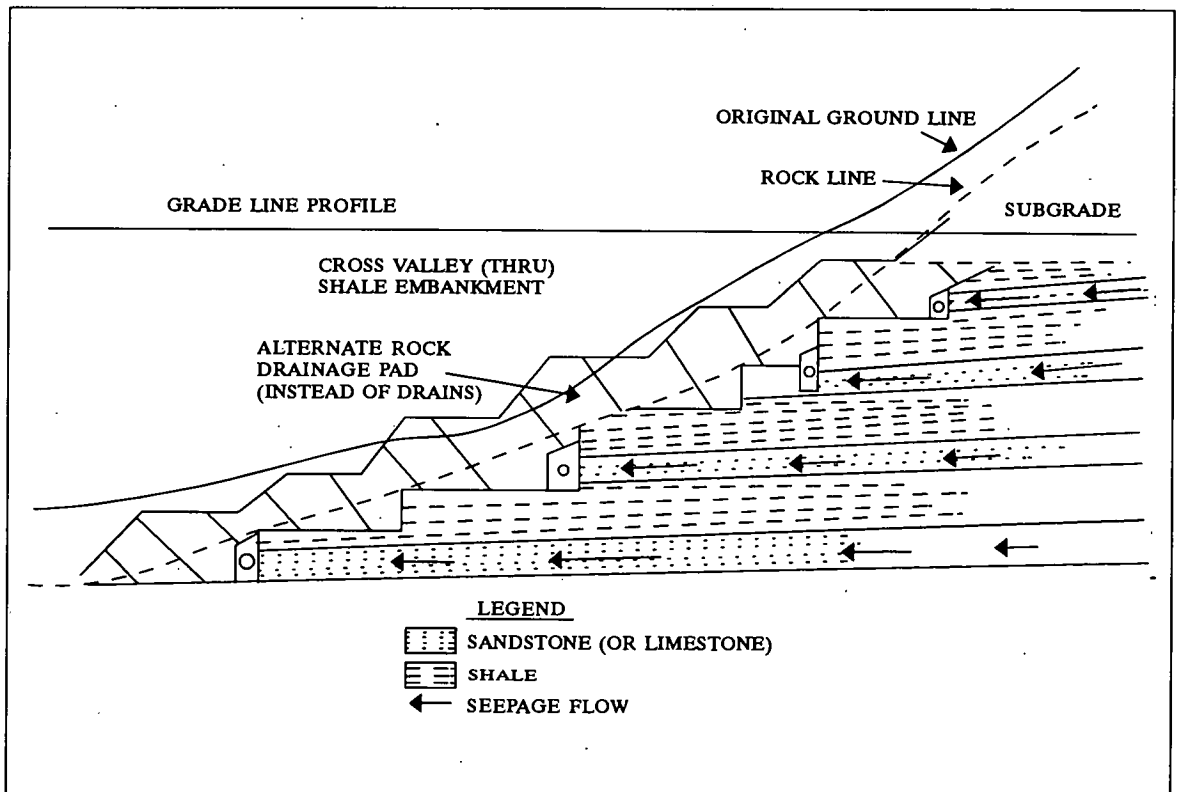 ORIGINAL GROUND LINE
ROCK LINE
GRADE LINE PROFILE
SUBGRADE
CROSS VALLEY (THRU)
SHALE EMBANKMENT
ALTERNATE ROCK
DRAINAGE PAD
(INSTEAD OF DRAINS)
LEGEND
SANDSTONE (OR LIMESTONE)
SHALE
SEEPAGE FLOW